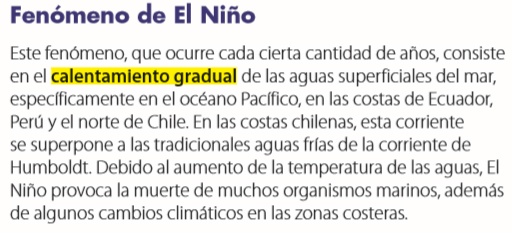 Fenómeno de El Niño
Este fenómeno, que ocurre cada cierta cantidad de años, consiste
en el calentamiento gradual de las aguas superficiales del mar,
específicamente en el océano Pacífico, en las costas de Ecuador,
Perú y el norte de Chile. En las costas chilenas, esta corriente
se superpone a las tradicionales aguas frías de la corriente de
Humboldt. Debido al aumento de la temperatura de las aguas, El
Niño provoca la muerte de muchos organismos marinos, además
de algunos cambios climáticos en las zonas costeras.